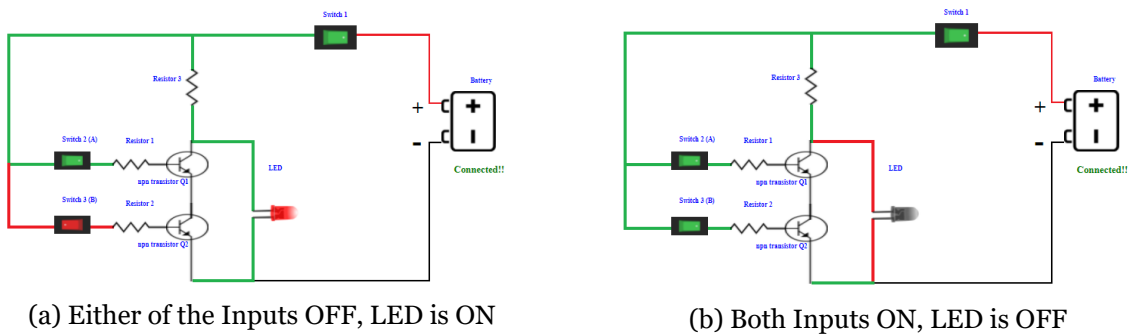 Switch 1
Resistor 3
Battery
+
+
-
-
Switch 2 (A)
Resistor 1
LED
Connected!!
npn transistor Q1
Switch 3 (B)
Resistor 2
npn transistor Q2
(a) Either of the Inputs OFF, LED is ON
Switch 1
Resistor 3
Battery
+
+
-
-
Switch 2 (A)
Resistor 1
LED
Connected!!
npn transistor Q1
Switch 3 (B)
Resistor 2
npn transistor Q2
(b) Both Inputs ON, LED is OFF